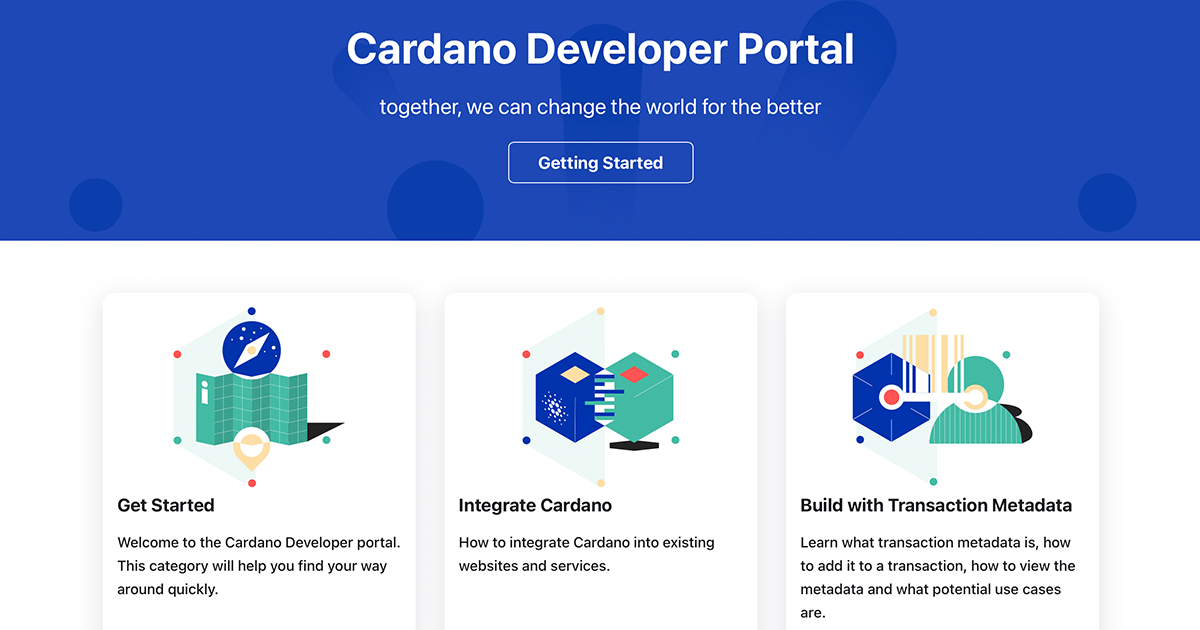 Cardano Developer Portal
together, we can change the world for the better
Getting Started
Get Started
Welcome to the Cardano Developer portal.
This category will help you find your way
around quickly.
Integrate Cardano
How to integrate Cardano into existing
websites and services.
Build with Transaction Metadata
Learn what transaction metadata is, how
to add it to a transaction, how to view the
metadata and what potential use cases
are.